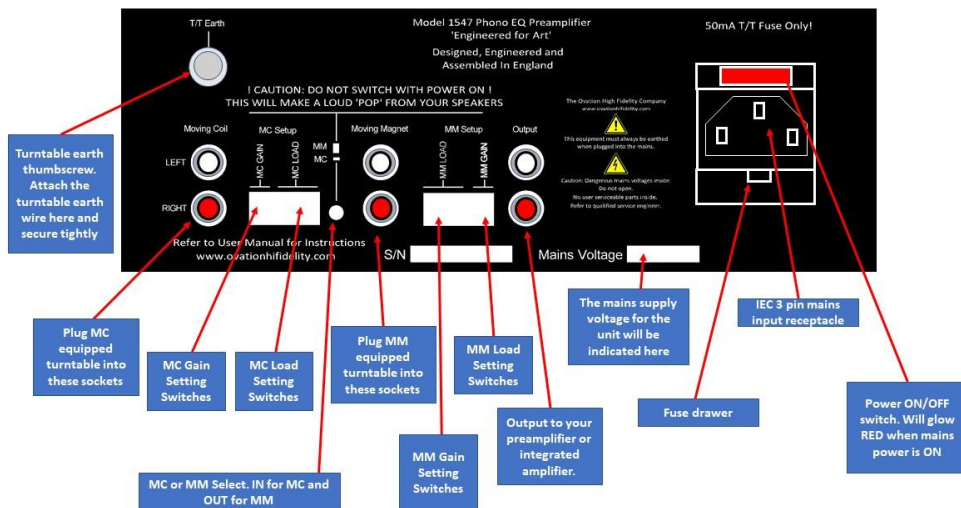 T/T Earth
Model 1547 Phono EQ Preamplifier
'Engineered for Art'
Designed, Engineered and
Assembled In England
50mA T/T Fuse Only!
! CAUTION: DO NOT SWITCH WITH POWER ON !
THIS WILL MAKE A LOUD 'POP' FROM YOUR SPEAKERS
The Ovation High Fidelity Company
www.ovationhifidelity.com
This equipment must always be earthed
when plugged into the mains.
Caution: Dangerous mains voltages inside.
Do not open.
No user serviceable parts inside.
Refer to qualified service engineer.
Moving Coil
MC Setup
MC GAIN
MC LOAD
MM
MC
Moving Magnet
MM Setup
MM LOAD
MM GAIN
Output
LEFT
RIGHT
Refer to User Manual for Instructions
www.ovationhifidelity.com
S/N
Mains Voltage
Turntable earth
thumbscrew.
Attach the
turntable earth
wire here and
secure tightly
Plug MC
equipped
turntable into
these sockets
MC Gain
Setting
Switches
MC Load
Setting
Switches
MC or MM Select. IN for MC and
OUT for MM
Plug MM
equipped
turntable into
these sockets
MM Gain
Setting
Switches
MM Load
Setting
Switches
Output to your
preamplifier or
integrated
amplifier.
The mains supply
voltage for the
unit will be
indicated here
Fuse drawer
IEC 3 pin mains
input receptacle
Power ON/OFF
switch. Will glow
RED when mains
power is ON